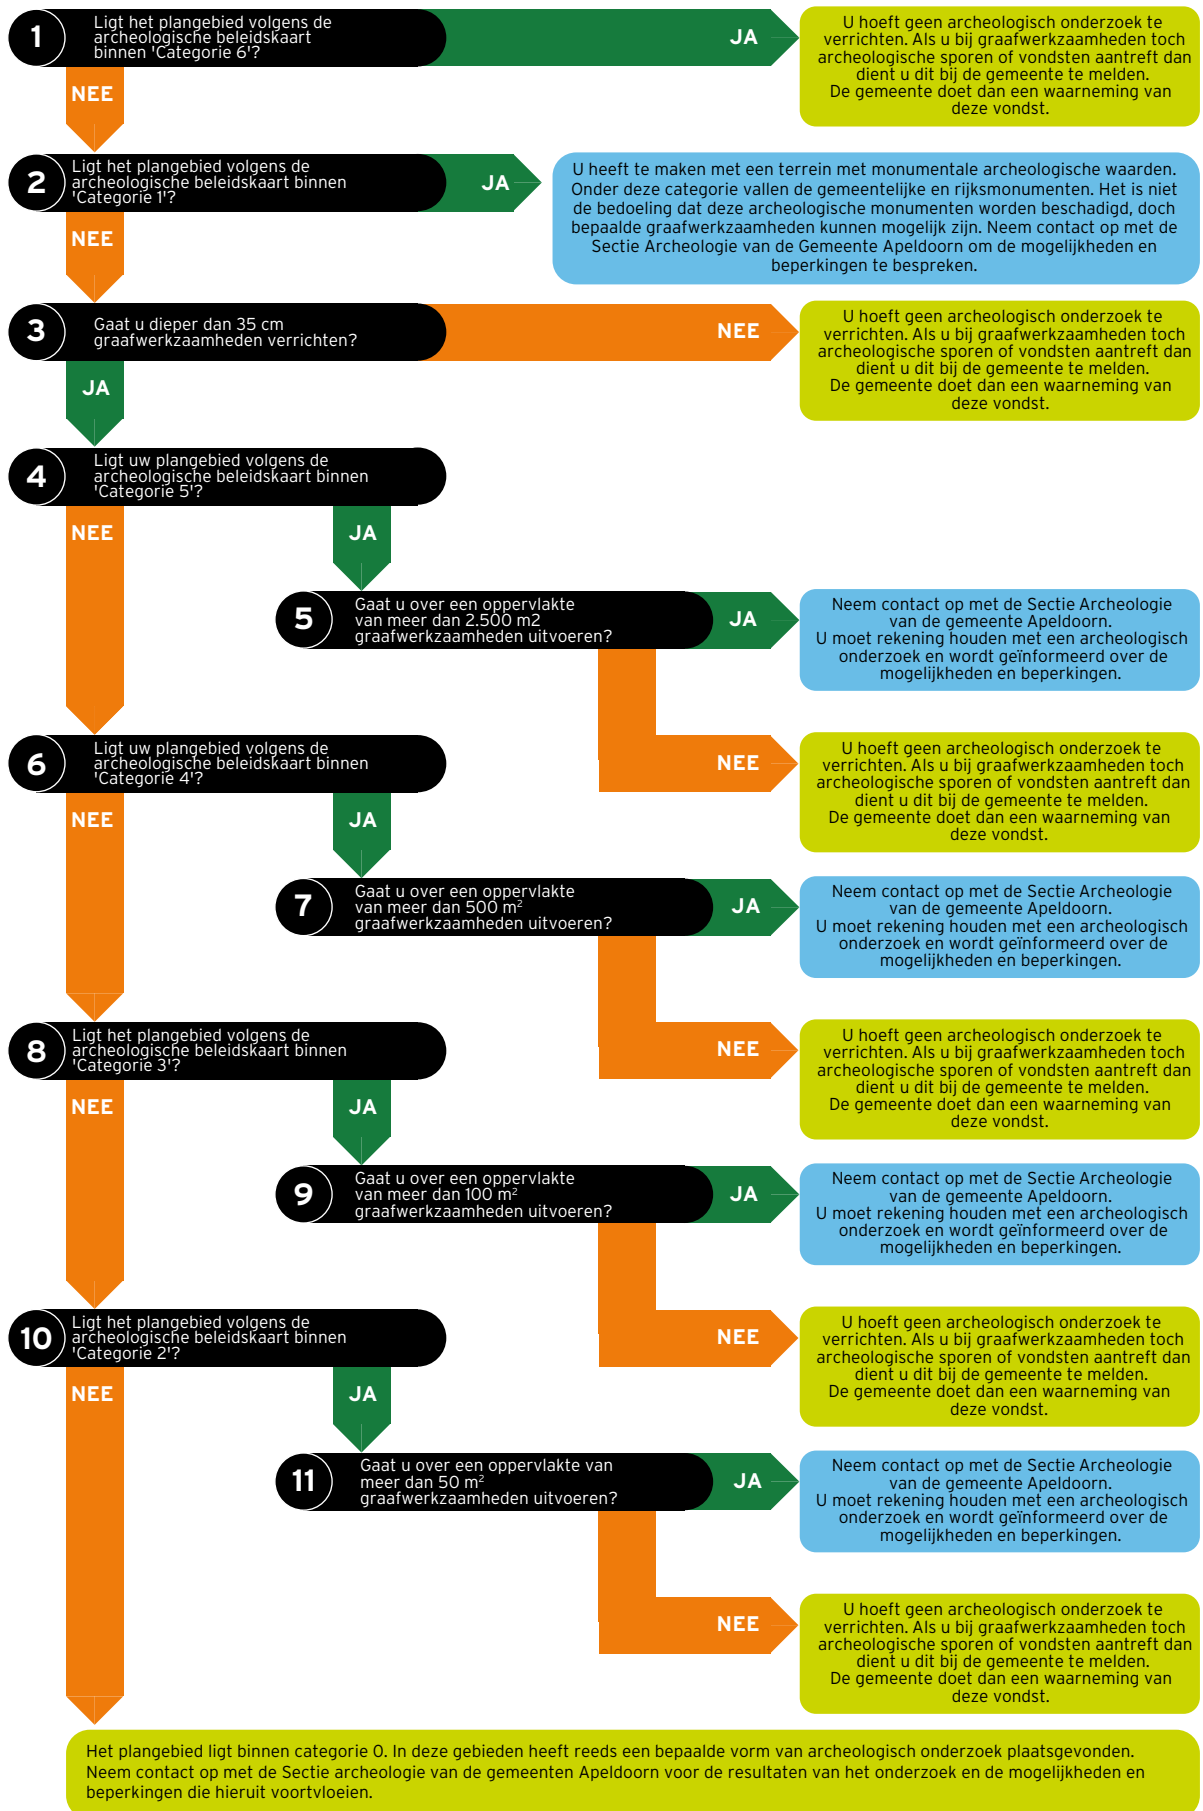 1
Ligt het plangebied volgens de
archeologische beleidskaart
binnen 'Categorie 6'?
JA
U hoeft geen archeologisch onderzoek te
verrichten. Als u bij graafwerkzaamheden toch
archeologische sporen of vondsten aantreft dan
dient u dit bij de gemeente te melden.
De gemeente doet dan een waarneming van
deze vondst.
NEE
2
Ligt het plangebied volgens de
archeologische beleidskaart binnen
'Categorie 1'?
JA
U heeft te maken met een terrein met monumentale archeologische waarden.
Onder deze categorie vallen de gemeentelijke en rijksmonumenten. Het is niet
de bedoeling dat deze archeologische monumenten worden beschadigd, doch
bepaalde graafwerkzaamheden kunnen mogelijk zijn. Neem contact op met de
Sectie Archeologie van de Gemeente Apeldoorn om de mogelijkheden en
beperkingen te bespreken.
NEE
3
Gaat u dieper dan 35 cm
graafwerkzaamheden verrichten?
NEE
U hoeft geen archeologisch onderzoek te
verrichten. Als u bij graafwerkzaamheden toch
archeologische sporen of vondsten aantreft dan
dient u dit bij de gemeente te melden.
De gemeente doet dan een waarneming van
deze vondst.
JA
4
Ligt uw plangebied volgens de
archeologische beleidskaart binnen
'Categorie 5'?
NEE
JA
5
Gaat u over een oppervlakte
van meer dan 2.500 m2
graafwerkzaamheden uitvoeren?
JA
Neem contact op met de Sectie Archeologie
van de gemeente Apeldoorn.
U moet rekening houden met een archeologisch
onderzoek en wordt geïnformeerd over de
mogelijkheden en beperkingen.
NEE
U hoeft geen archeologisch onderzoek te
verrichten. Als u bij graafwerkzaamheden toch
archeologische sporen of vondsten aantreft dan
dient u dit bij de gemeente te melden.
De gemeente doet dan een waarneming van
deze vondst.
6
Ligt uw plangebied volgens de
archeologische beleidskaart binnen
'Categorie 4'?
NEE
JA
7
Gaat u over een oppervlakte
van meer dan 500 m²
graafwerkzaamheden uitvoeren?
JA
Neem contact op met de Sectie Archeologie
van de gemeente Apeldoorn.
U moet rekening houden met een archeologisch
onderzoek en wordt geïnformeerd over de
mogelijkheden en beperkingen.
NEE
U hoeft geen archeologisch onderzoek te
verrichten. Als u bij graafwerkzaamheden toch
archeologische sporen of vondsten aantreft dan
dient u dit bij de gemeente te melden.
De gemeente doet dan een waarneming van
deze vondst.
8
Ligt het plangebied volgens de
archeologische beleidskaart binnen
'Categorie 3'?
NEE
JA
9
Gaat u over een oppervlakte
van meer dan 100 m²
graafwerkzaamheden uitvoeren?
JA
Neem contact op met de Sectie Archeologie
van de gemeente Apeldoorn.
U moet rekening houden met een archeologisch
onderzoek en wordt geïnformeerd over de
mogelijkheden en beperkingen.
NEE
U hoeft geen archeologisch onderzoek te
verrichten. Als u bij graafwerkzaamheden toch
archeologische sporen of vondsten aantreft dan
dient u dit bij de gemeente te melden.
De gemeente doet dan een waarneming van
deze vondst.
10
Ligt het plangebied volgens de
archeologische beleidskaart binnen
'Categorie 2'?
NEE
JA
11
Gaat u over een oppervlakte van
meer dan 50 m²
graafwerkzaamheden uitvoeren?
JA
Neem contact op met de Sectie Archeologie
van de gemeente Apeldoorn.
U moet rekening houden met een archeologisch
onderzoek en wordt geïnformeerd over de
mogelijkheden en beperkingen.
NEE
U hoeft geen archeologisch onderzoek te
verrichten. Als u bij graafwerkzaamheden toch
archeologische sporen of vondsten aantreft dan
dient u dit bij de gemeente te melden.
De gemeente doet dan een waarneming van
deze vondst.
Het plangebied ligt binnen categorie 0. In deze gebieden heeft reeds een bepaalde vorm van archeologisch onderzoek plaatsgevonden.
Neem contact op met de Sectie archeologie van de gemeenten Apeldoorn voor de resultaten van het onderzoek en de mogelijkheden en
beperkingen die hieruit voortvloeien.